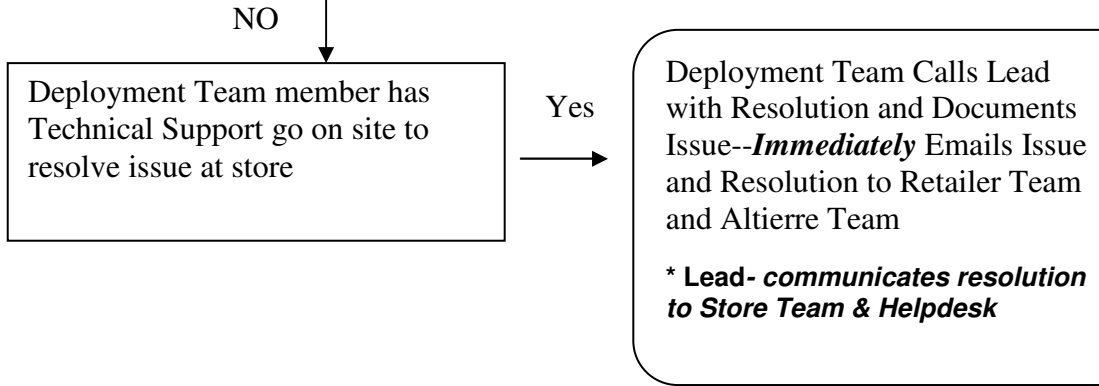 NO
Deployment Team member has
Technical Support go on site to
resolve issue at store
Yes
Deployment Team Calls Lead
with Resolution and Documents
Issue--Immediately Emails Issue
and Resolution to Retailer Team
and Altierre Team
* Lead- communicates resolution
to Store Team & Helpdesk